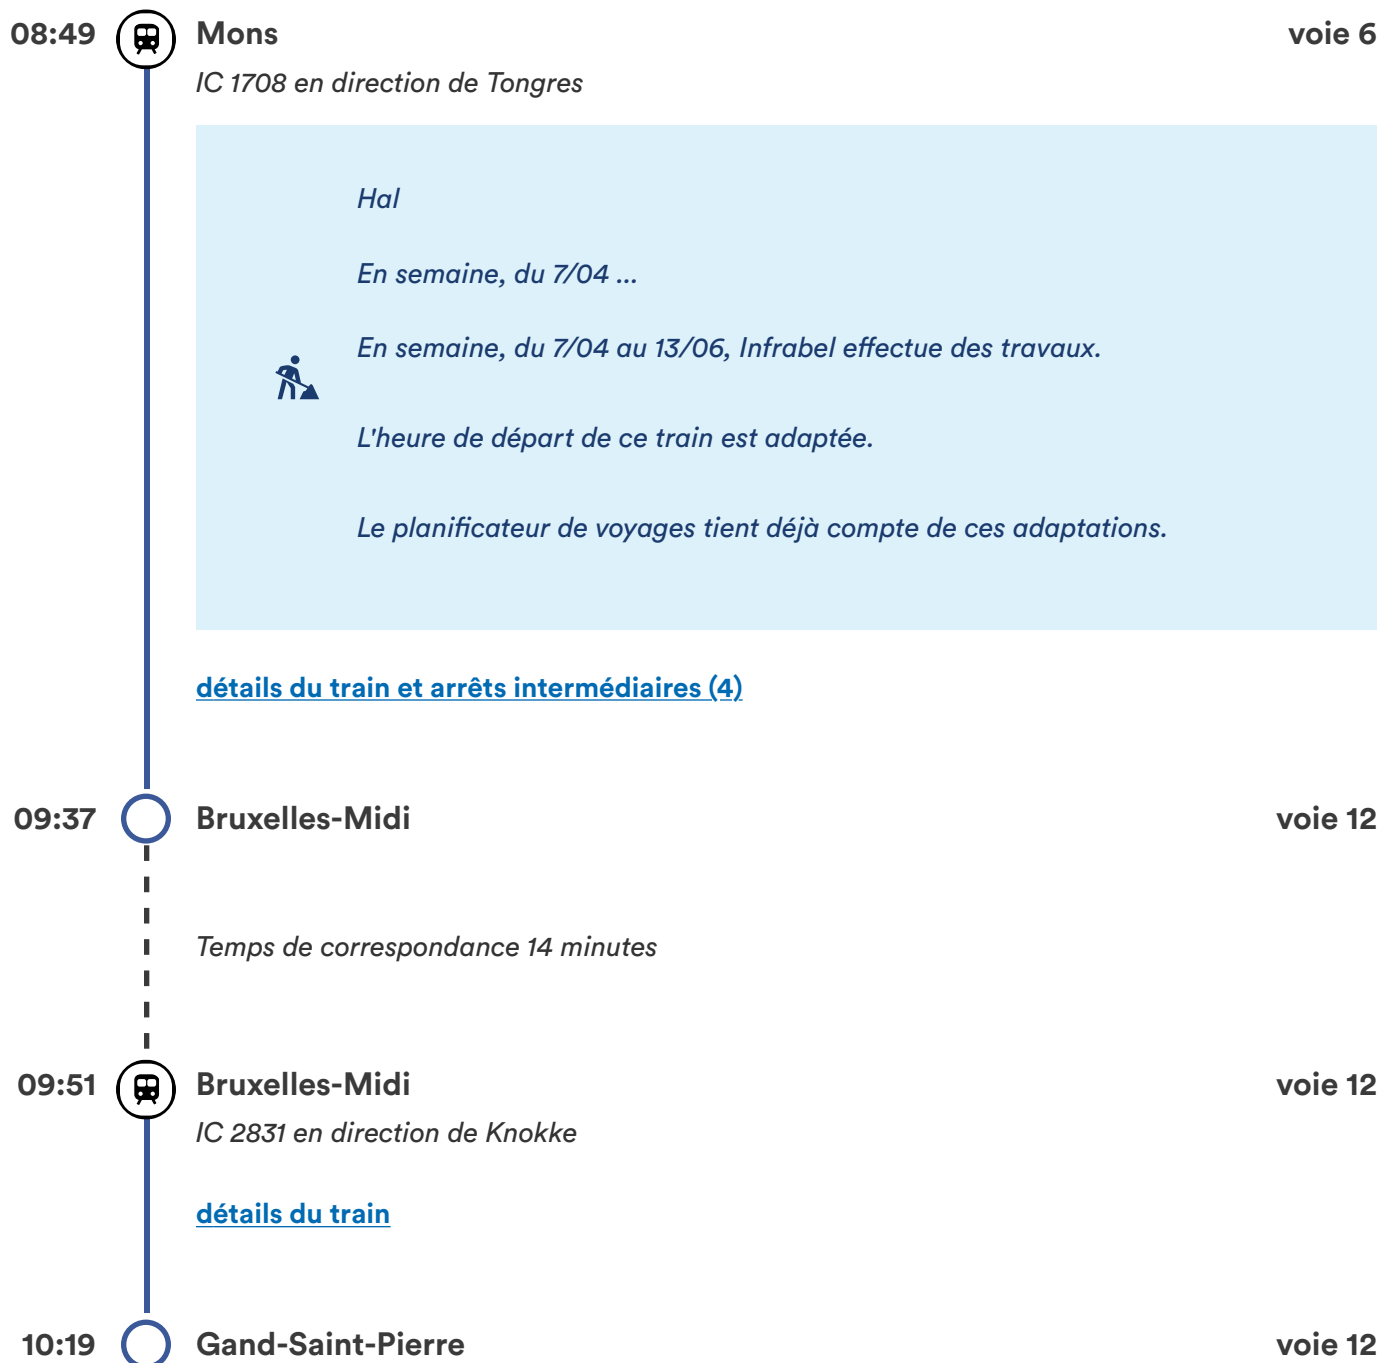 08:49 Mons voie 6
IC 1708 en direction de Tongres
Hal
En semaine, du 7/04 ...
En semaine, du 7/04 au 13/06, Infrabel effectue des travaux.
L'heure de départ de ce train est adaptée.
Le planificateur de voyages tient déjà compte de ces adaptations.
détails du train et arrêts intermédiaires (4)
09:37 Bruxelles-Midi voie 12
Temps de correspondance 14 minutes
09:51 Bruxelles-Midi voie 12
IC 2831 en direction de Knokke
détails du train
10:19 Gand-Saint-Pierre voie 12